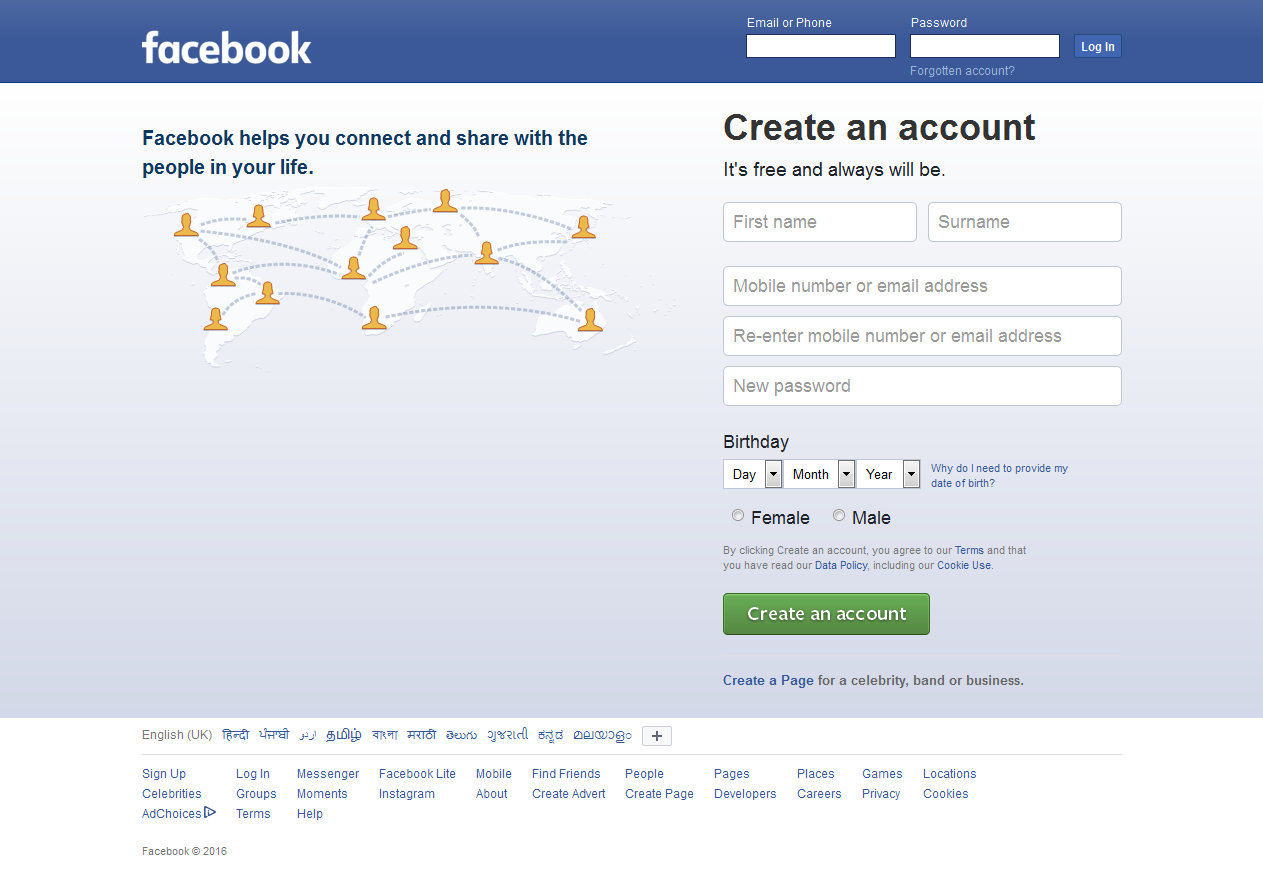 facebook
Email or Phone
Password
Log In
Forgotten account?
Facebook helps you connect and share with the
people in your life.
Create an account
It's free and always will be.
First name
Surname
Mobile number or email address
Re-enter mobile number or email address
New password
Birthday
Day
Month
Year
Why do I need to provide my
date of birth?
Female
Male
By clicking Create an account, you agree to our Terms and that
you have read our Data Policy, including our Cookie Use.
Create an account
Create a Page for a celebrity, band or business.
English (UK) हिन्दी ਪੰਜਾਬੀ اردو தமிழ் বাংলা मराठी తెలుగు ગુજરાતી ಕನ್ನಡ മലയാളം +
Sign Up Log In Messenger Facebook Lite Mobile Find Friends People Pages Places Games Locations
Celebrities Groups Moments Instagram About Create Advert Create Page Developers Careers Privacy Cookies
AdChoices Terms Help
Facebook © 2016